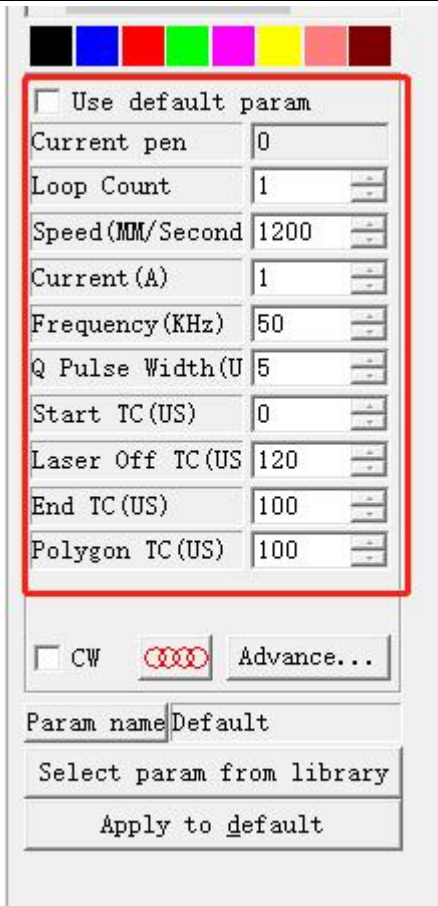 Use default param
Current pen 0
Loop Count 1
Speed(MM/Second 1200
Current(A) 1
Frequency(KHz) 50
Q Pulse Width(U 5
Start TC(US) 0
Laser Off TC(US 120
End TC(US) 100
Polygon TC(US) 100
CW Advance...
Param name Default
Select param from library
Apply to default